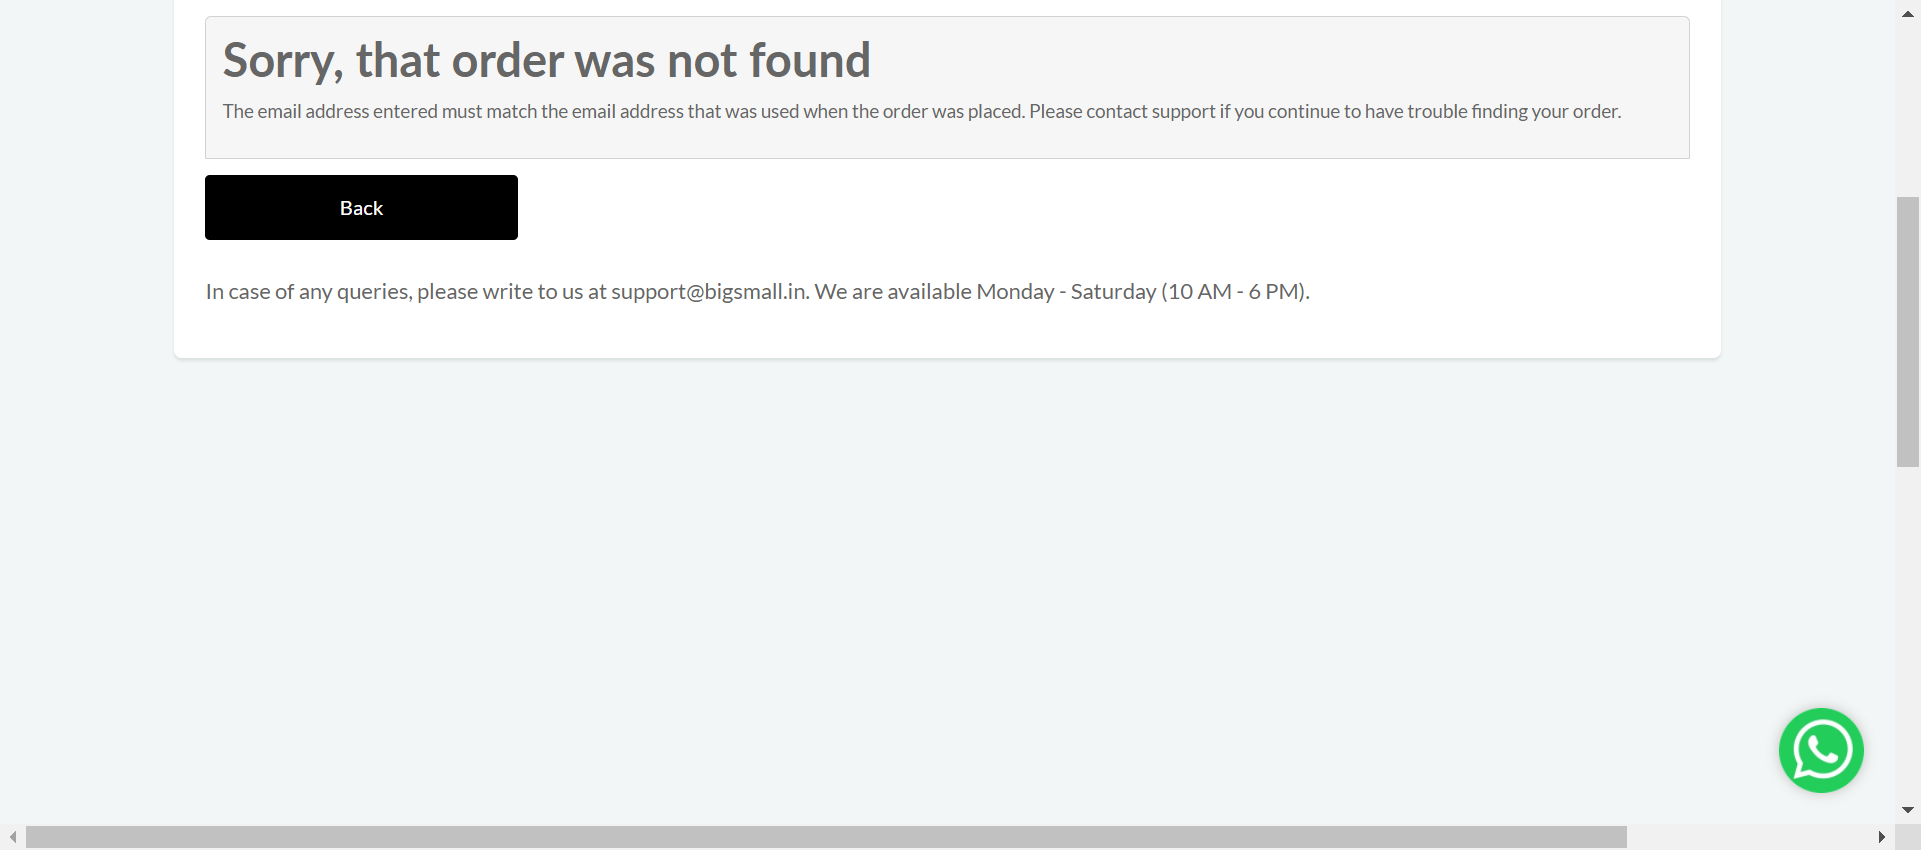 Sorry, that order was not found
The email address entered must match the email address that was used when the order was placed. Please contact support if you continue to have trouble finding your order.
Back
In case of any queries, please write to us at support@bigsmall.in. We are available Monday - Saturday (10 AM - 6 PM).